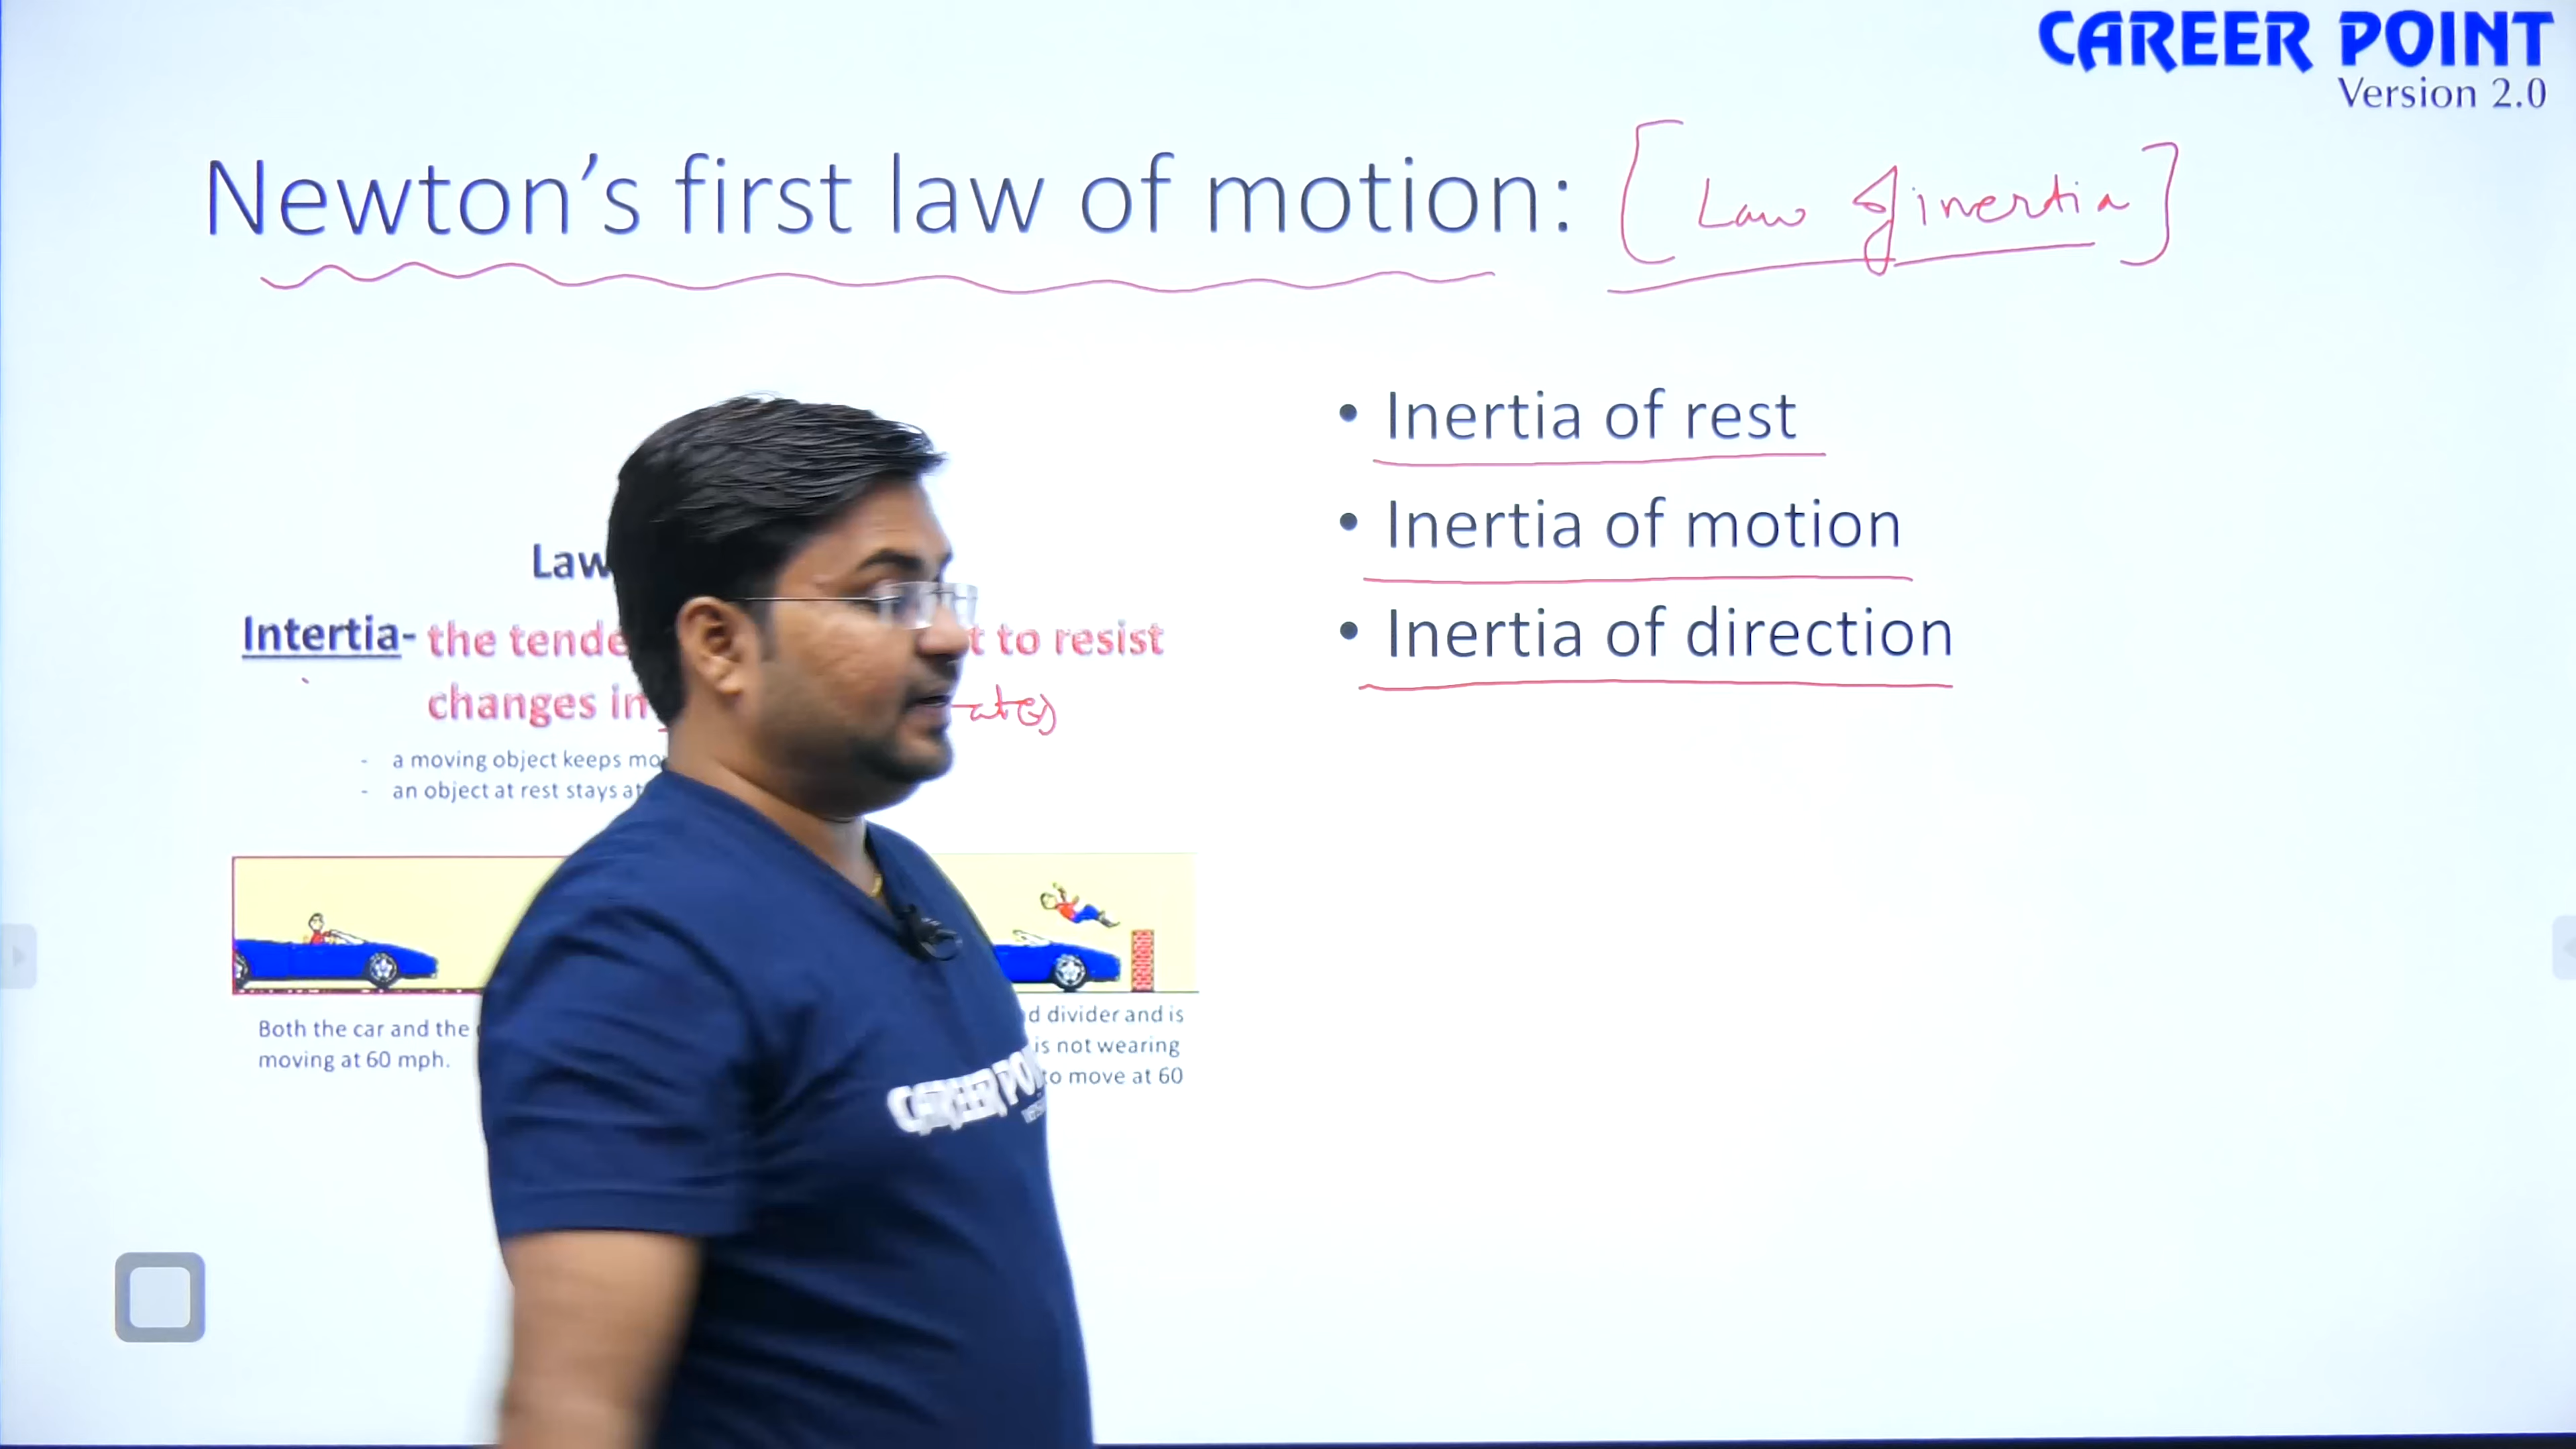 CAREER POINT
Version 2.0
Newton's first law of motion: [Law of inertia]
• Inertia of rest
• Inertia of motion
• Inertia of direction
Law
Intertia- the tende t to resist
changes in
- a moving object keeps mo
- an object at rest stays at
Both the car and the
moving at 60 mph.
d divider and is
is not wearing
to move at 60
CAREER PO